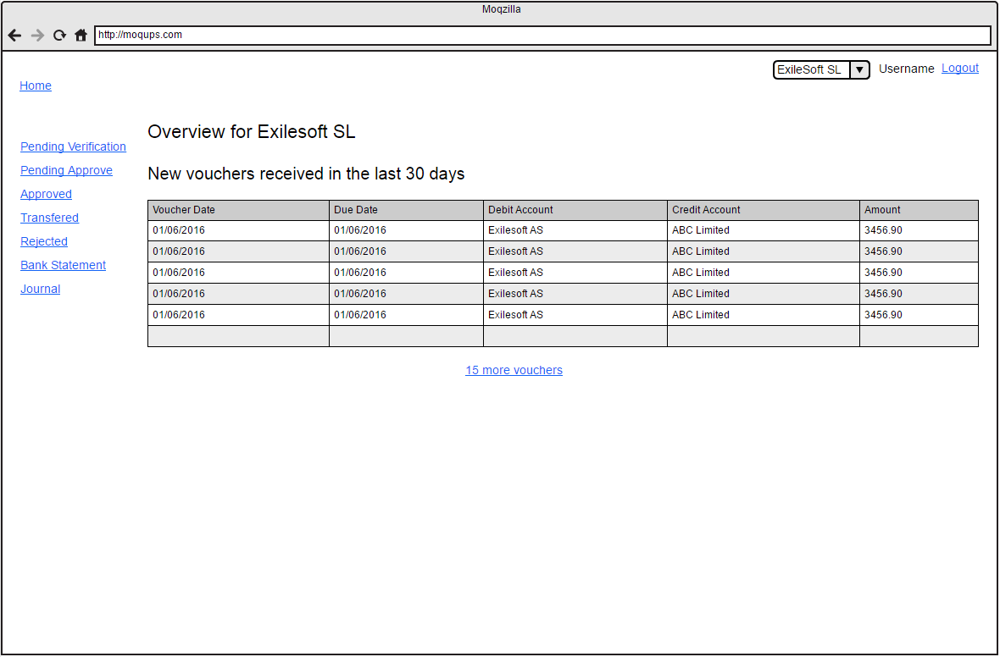 Moqzilla
http://moqups.com
ExileSoft SL Username Logout
Home
Overview for Exilesoft SL
Pending Verification
Pending Approve
Approved
Transfered
Rejected
Bank Statement
Journal
New vouchers received in the last 30 days
Voucher Date Due Date Debit Account Credit Account Amount
01/06/2016 01/06/2016 Exilesoft AS ABC Limited 3456.90
01/06/2016 01/06/2016 Exilesoft AS ABC Limited 3456.90
01/06/2016 01/06/2016 Exilesoft AS ABC Limited 3456.90
01/06/2016 01/06/2016 Exilesoft AS ABC Limited 3456.90
01/06/2016 01/06/2016 Exilesoft AS ABC Limited 3456.90
15 more vouchers